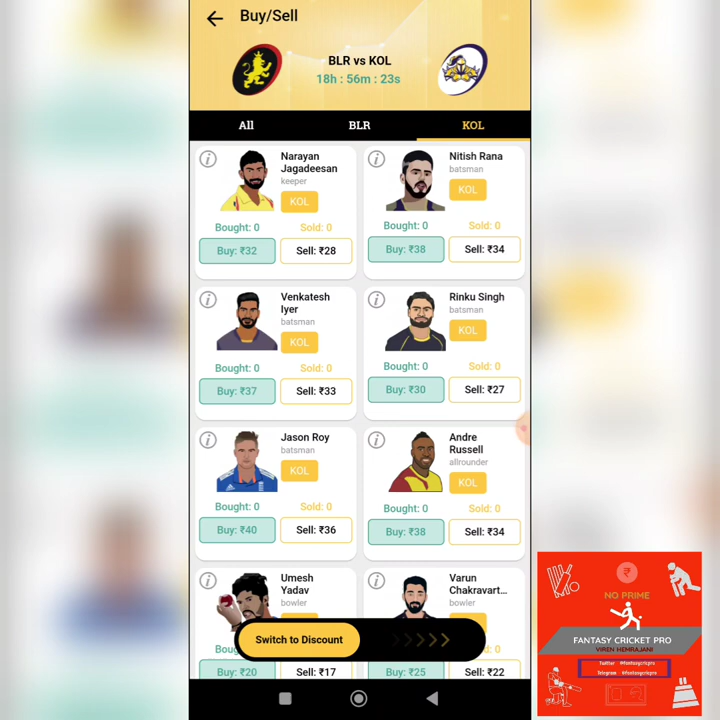 Buy/Sell
BLR vs KOL
18h : 56m : 23s
All
BLR
KOL
Narayan
Jagadeesan
keeper
KOL
Bought: 0
Sold: 0
Buy: ₹32
Sell: ₹28
Nitish Rana
batsman
KOL
Bought: 0
Sold: 0
Buy: ₹38
Sell: ₹34
Venkatesh
Iyer
batsman
KOL
Bought: 0
Sold: 0
Buy: ₹37
Sell: ₹33
Rinku Singh
batsman
KOL
Bought: 0
Sold: 0
Buy: ₹30
Sell: ₹27
Jason Roy
batsman
KOL
Bought: 0
Sold: 0
Buy: ₹40
Sell: ₹36
Andre
Russell
allrounder
KOL
Bought: 0
Sold: 0
Buy: ₹38
Sell: ₹34
Umesh
Yadav
bowler
Buy: ₹20
Sell: ₹17
Varun
Chakravart...
bowler
Buy: ₹25
Sell: ₹22
Switch to Discount
₹
NO PRIME
FANTASY CRICKET PRO
VIREN HEMRAJANI
Twitter @fantasycrkpro
Telegram @fantasycrkpro